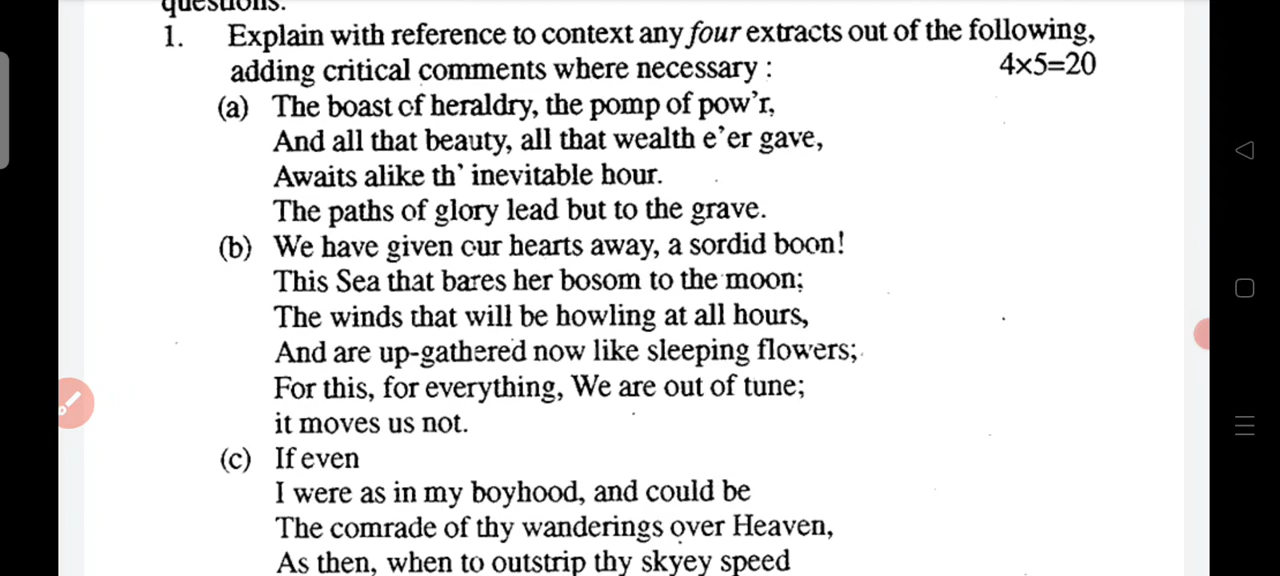 questions.
1. Explain with reference to context any four extracts out of the following,
adding critical comments where necessary : 4×5=20
(a) The boast of heraldry, the pomp of pow’r,
And all that beauty, all that wealth e’er gave,
Awaits alike th’ inevitable hour.
The paths of glory lead but to the grave.
(b) We have given our hearts away, a sordid boon!
This Sea that bares her bosom to the moon;
The winds that will be howling at all hours,
And are up-gathered now like sleeping flowers;
For this, for everything, We are out of tune;
it moves us not.
(c) If even
I were as in my boyhood, and could be
The comrade of thy wanderings over Heaven,
As then, when to outstrip thy skyey speed